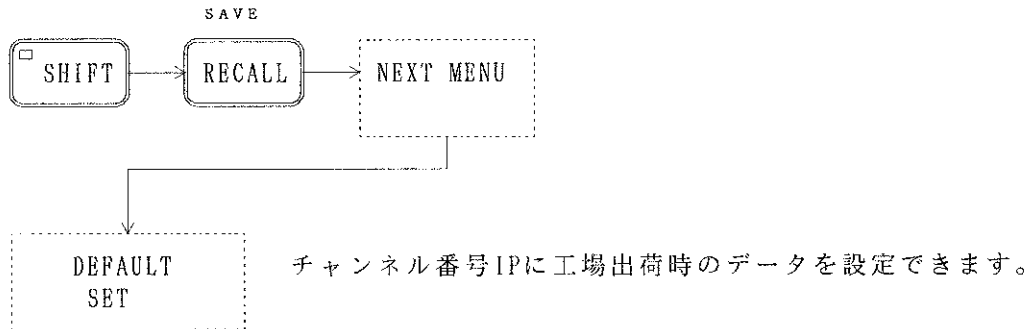 SAVE
SHIFT RECALL NEXT MENU
DEFAULT
SET
チャンネル番号IPに工場出荷時のデータを設定できます。